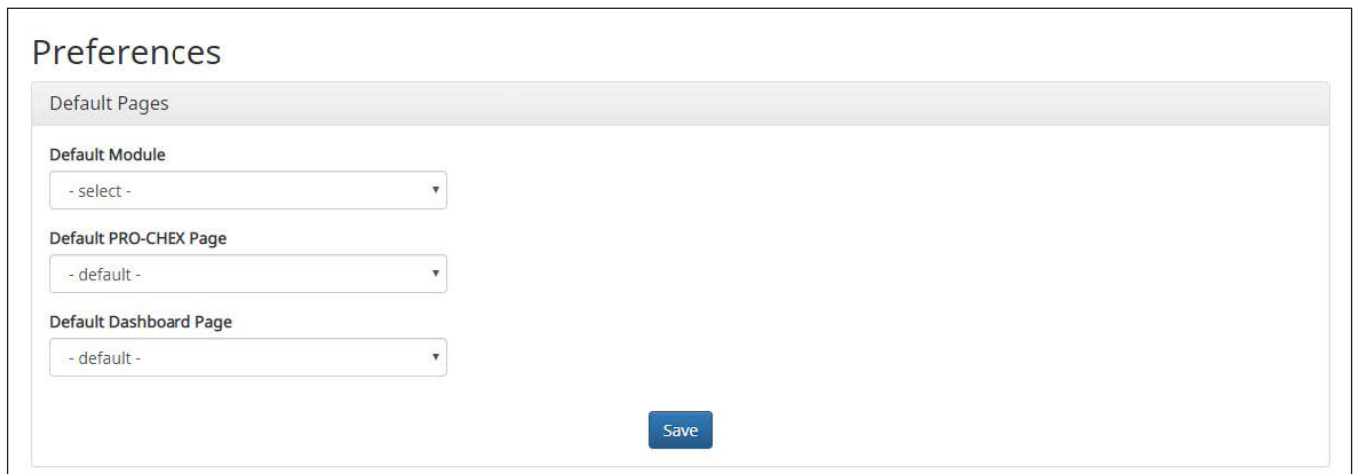 Preferences
Default Pages
Default Module
- select -
Default PRO-CHEX Page
- default -
Default Dashboard Page
- default -
Save